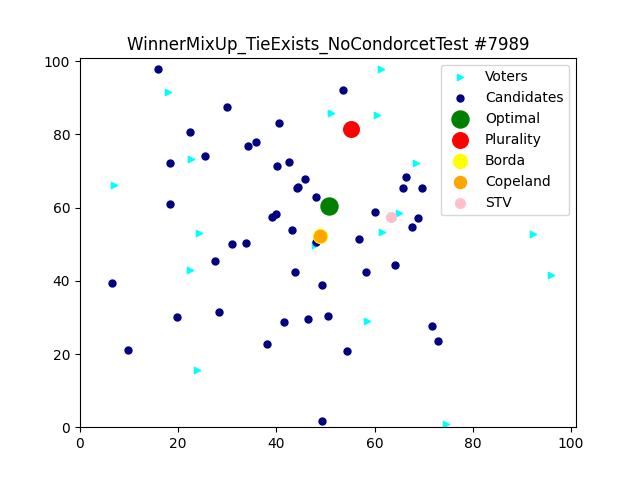 WinnerMixUp_TieExists_NoCondorcetTest #7989
100
80
60
40
20
0
0 20 40 60 80 100
Voters
Candidates
Optimal
Plurality
Borda
Copeland
STV